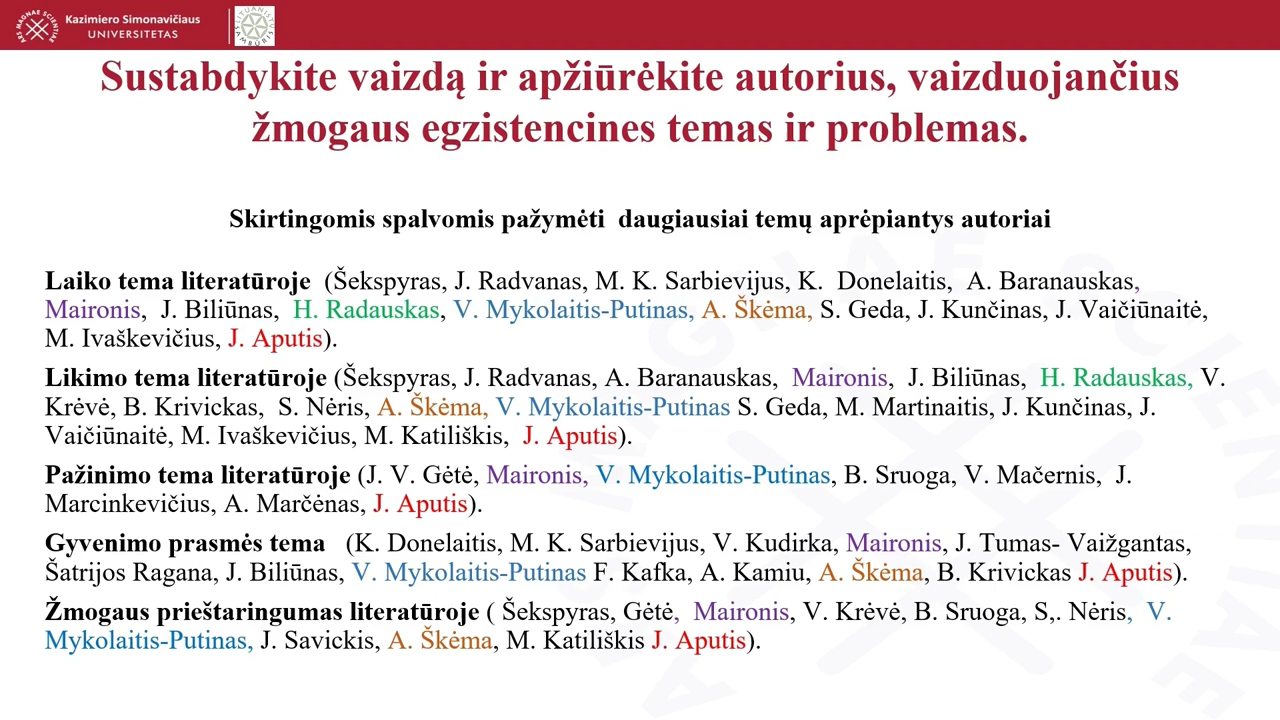 Kazimiero Simonavičiaus
UNIVERSITETAS
ARS MAGNAE SCIENTIAE
LITUANISTŲ SAMBŪRIS
Sustabdykite vaizdą ir apžiūrėkite autorius, vaizduojančius
žmogaus egzistencines temas ir problemas.
Skirtingomis spalvomis pažymėti daugiausiai temų aprėpiantys autoriai
Laiko tema literatūroje (Šekspyras, J. Radvanas, M. K. Sarbievijus, K. Donelaitis, A. Baranauskas,
Maironis, J. Biliūnas, H. Radauskas, V. Mykolaitis-Putinas, A. Škėma, S. Geda, J. Kunčinas, J. Vaičiūnaitė,
M. Ivaškevičius, J. Aputis).
Likimo tema literatūroje (Šekspyras, J. Radvanas, A. Baranauskas, Maironis, J. Biliūnas, H. Radauskas, V.
Krėvė, B. Krivickas, S. Nėris, A. Škėma, V. Mykolaitis-Putinas S. Geda, M. Martinaitis, J. Kunčinas, J.
Vaičiūnaitė, M. Ivaškevičius, M. Katiliškis, J. Aputis).
Pažinimo tema literatūroje (J. V. Gėtė, Maironis, V. Mykolaitis-Putinas, B. Sruoga, V. Mačernis, J.
Marcinkevičius, A. Marčėnas, J. Aputis).
Gyvenimo prasmės tema (K. Donelaitis, M. K. Sarbievijus, V. Kudirka, Maironis, J. Tumas- Vaižgantas,
Šatrijos Ragana, J. Biliūnas, V. Mykolaitis-Putinas F. Kafka, A. Kamiu, A. Škėma, B. Krivickas J. Aputis).
Žmogaus prieštaringumas literatūroje ( Šekspyras, Gėtė, Maironis, V. Krėvė, B. Sruoga, S,. Nėris, V.
Mykolaitis-Putinas, J. Savickis, A. Škėma, M. Katiliškis J. Aputis).